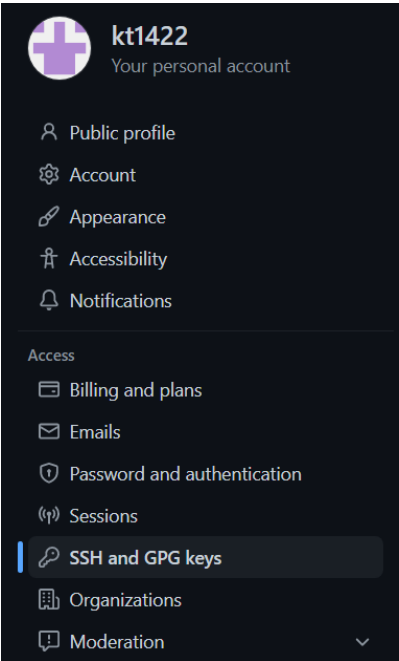 kt1422
Your personal account
Public profile
Account
Appearance
Accessibility
Notifications
Access
Billing and plans
Emails
Password and authentication
Sessions
SSH and GPG keys
Organizations
Moderation